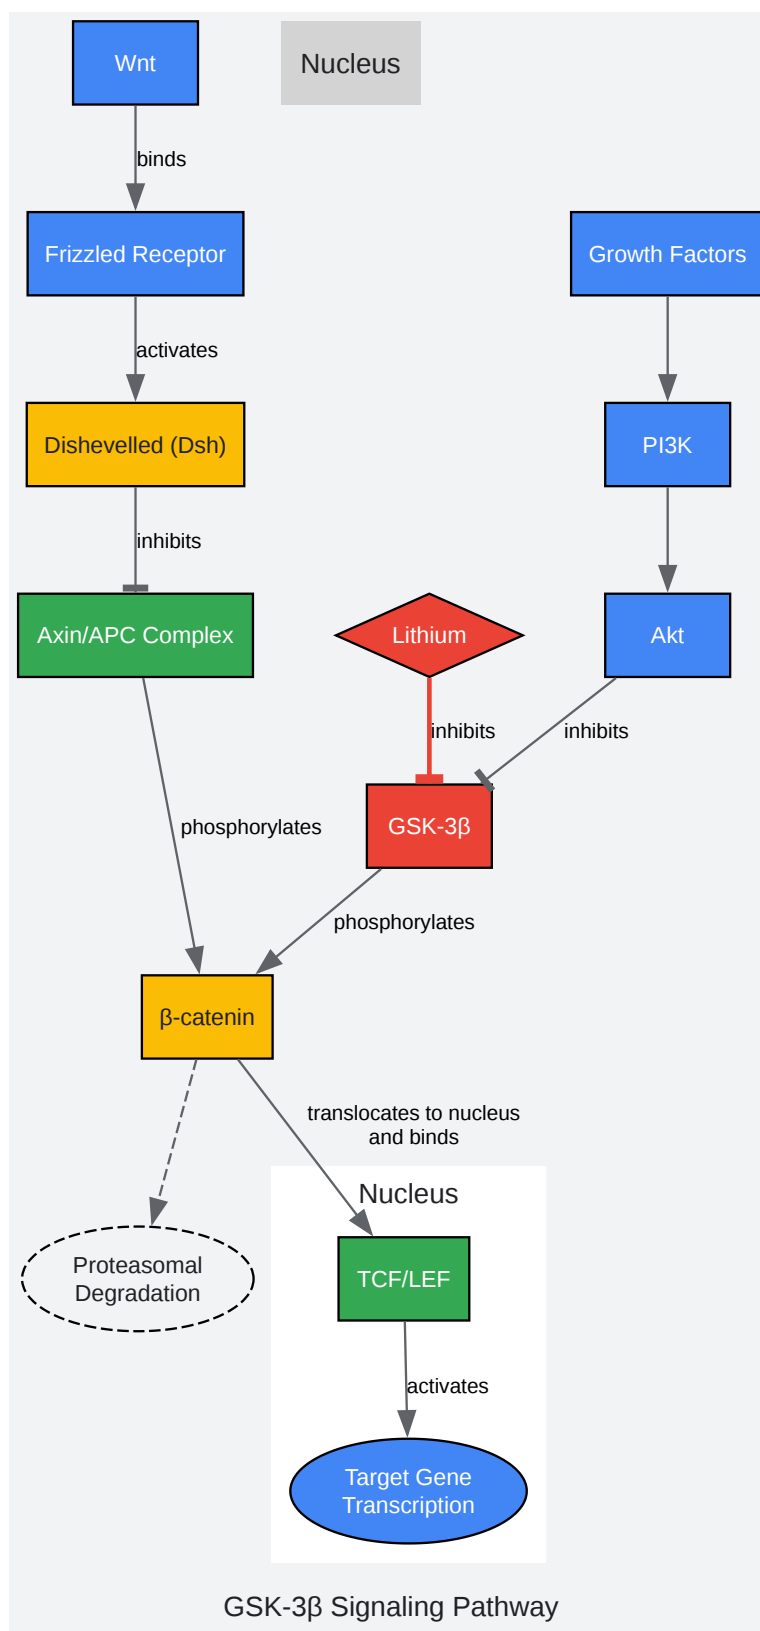 Wnt
Nucleus
binds
Frizzled Receptor
Growth Factors
activates
Dishevelled (Dsh)
PI3K
inhibits
Axin/APC Complex
Lithium
Akt
inhibits
inhibits
phosphorylates
GSK-3β
phosphorylates
β-catenin
translocates to nucleus
and binds
Nucleus
Proteasomal
Degradation
TCF/LEF
activates
Target Gene
Transcription
GSK-3β Signaling Pathway